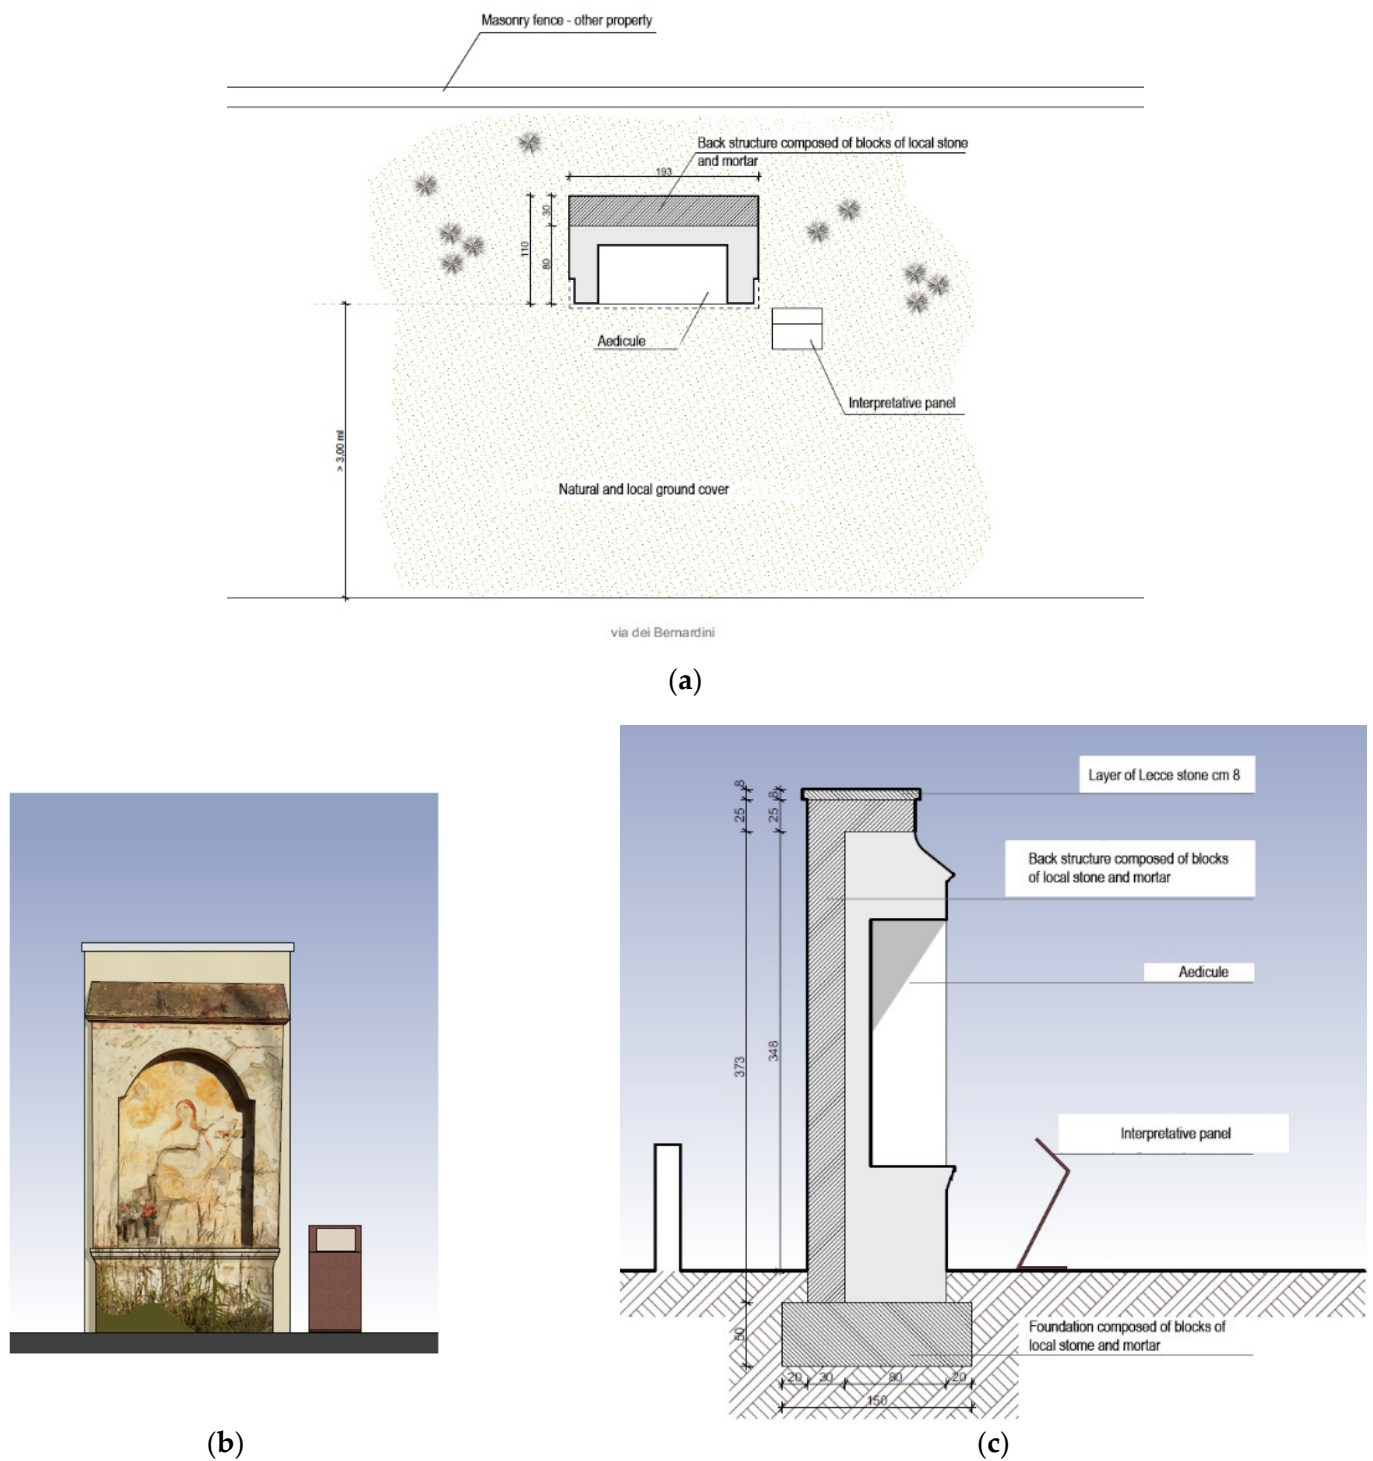 Masonry fence - other property
Back structure composed of blocks of local stone
and mortar
193
30
110
80
Aedicule
Interpretative panel
> 3,00 ml
Natural and local ground cover
via dei Bernardini
(a)
Layer of Lecce stone cm 8
8
8
25
25
Back structure composed of blocks
of local stone and mortar
Aedicule
373
348
Interpretative panel
50
Foundation composed of blocks of
local stome and mortar
20
30
80
20
150
(b)
(c)